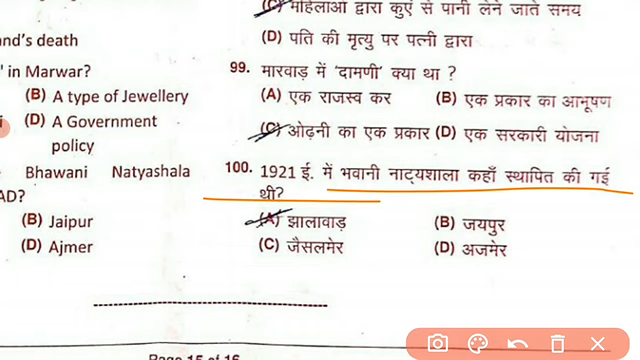 (C) महिलाओं द्वारा कुएं से पानी लेने जाते समय
and's death
(D) पति की मृत्यु पर पत्नी द्वारा
' in Marwar?
(B) A type of Jewellery
(D) A Government
policy
99. मारवाड़ में 'दामणी' क्या था ?
(A) एक राजस्व कर (B) एक प्रकार का आभूषण
(C) ओढ़नी का एक प्रकार (D) एक सरकारी योजना
Bhawani Natyashala
AD?
(B) Jaipur
(D) Ajmer
100. 1921 ई. में भवानी नाट्यशाला कहाँ स्थापित की गई
थी?
(A) झालावाड़ (B) जयपुर
(C) जैसलमेर (D) अजमेर
Page 15 of 16